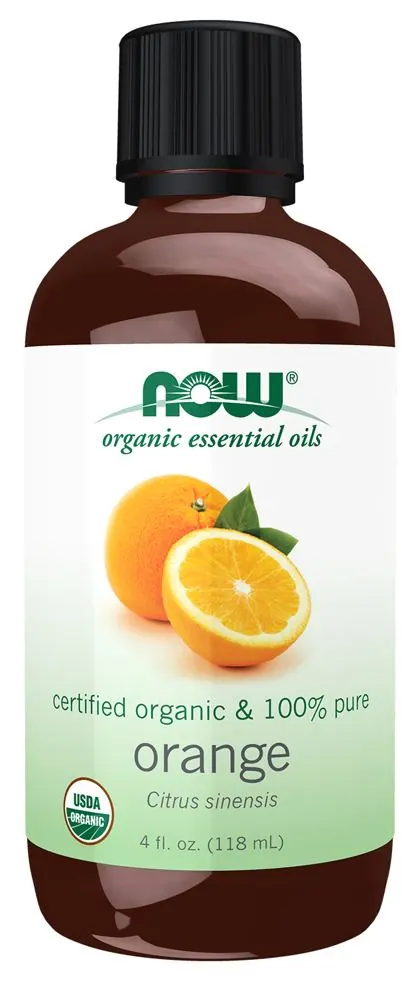 NOW®
organic essential oils
certified organic & 100% pure
orange
Citrus sinensis
USDA
ORGANIC
4 fl. oz. (118 mL)